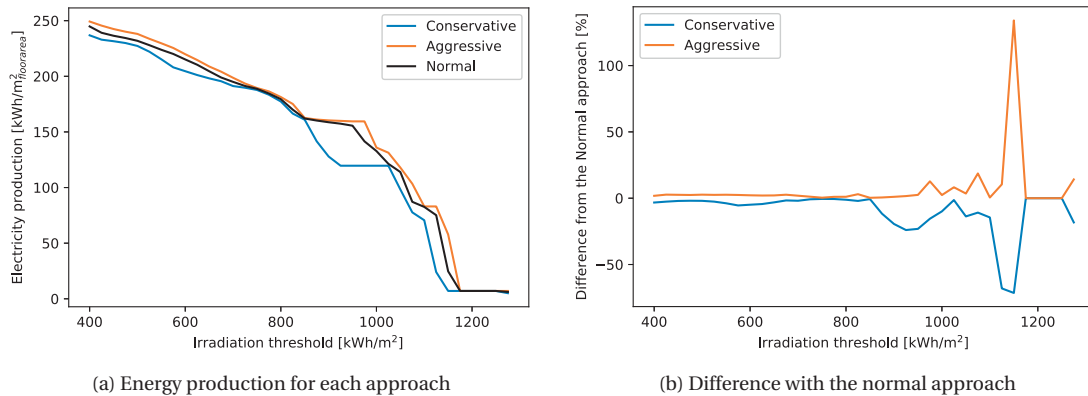 Electricity production [kWh/m²floorarea]
250
200
150
100
50
0
Conservative
Aggressive
Normal
400
600
800
1000
1200
Irradiation threshold [kWh/m²]
(a) Energy production for each approach
Difference from the Normal approach [%]
100
50
0
−50
Conservative
Aggressive
400
600
800
1000
1200
Irradiation threshold [kWh/m²]
(b) Difference with the normal approach